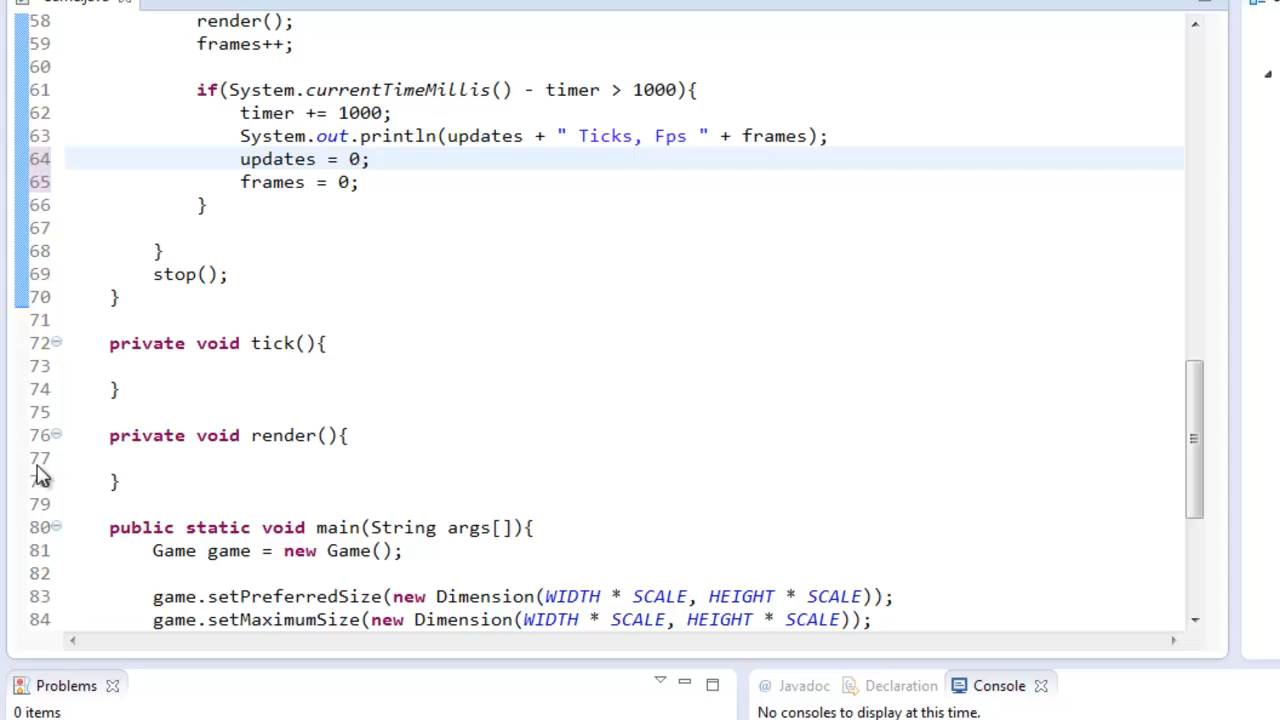 58 render();
59 frames++;
60
61 if(System.currentTimeMillis() - timer > 1000){
62 timer += 1000;
63 System.out.println(updates + " Ticks, Fps " + frames);
64 updates = 0;
65 frames = 0;
66 }
67
68 }
69 stop();
70 }
71
72 private void tick(){
73
74 }
75
76 private void render(){
77
}
79
80 public static void main(String args[]){
81 Game game = new Game();
82
83 game.setPreferredSize(new Dimension(WIDTH * SCALE, HEIGHT * SCALE));
84 game.setMaximumSize(new Dimension(WIDTH * SCALE, HEIGHT * SCALE));
Problems
0 items
@ Javadoc Declaration Console
No consoles to display at this time.